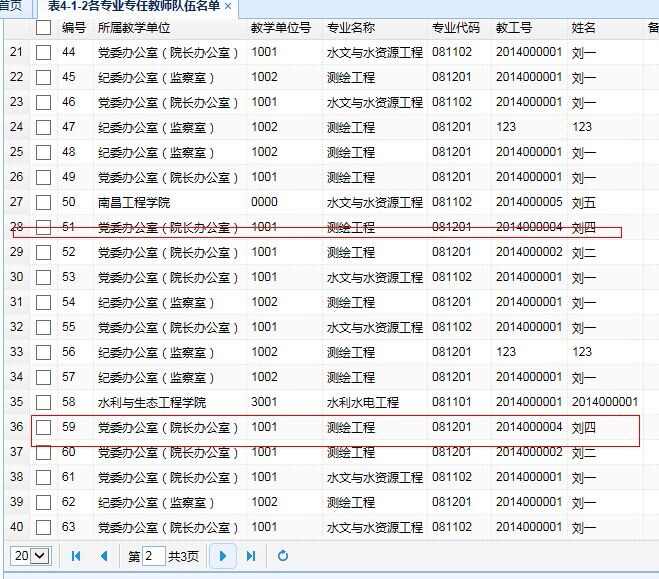 首页 表4-1-2各专业专任教师队伍名单 ×
编号 所属教学单位 教学单位号 专业名称 专业代码 教工号 姓名 备
21 44 党委办公室（院长办公室） 1001 水文与水资源工程 081102 2014000001 刘一
22 45 纪委办公室（监察室） 1002 测绘工程 081201 2014000001 刘一
23 46 党委办公室（院长办公室） 1001 水文与水资源工程 081102 2014000001 刘一
24 47 纪委办公室（监察室） 1002 测绘工程 081201 123 123
25 48 纪委办公室（监察室） 1002 测绘工程 081201 2014000001 刘一
26 49 党委办公室（院长办公室） 1001 测绘工程 081201 2014000001 刘一
27 50 南昌工程学院 0000 水文与水资源工程 081102 2014000005 刘五
28 51 党委办公室（院长办公室） 1001 测绘工程 081201 2014000004 刘四
29 52 党委办公室（院长办公室） 1001 测绘工程 081201 2014000002 刘二
30 53 党委办公室（院长办公室） 1001 水文与水资源工程 081102 2014000001 刘一
31 54 纪委办公室（监察室） 1002 测绘工程 081201 2014000001 刘一
32 55 党委办公室（院长办公室） 1001 水文与水资源工程 081102 2014000001 刘一
33 56 纪委办公室（监察室） 1002 测绘工程 081201 123 123
34 57 纪委办公室（监察室） 1002 测绘工程 081201 2014000001 刘一
35 58 水利与生态工程学院 3001 水利水电工程 081101 2014000001 2014000001
36 59 党委办公室（院长办公室） 1001 测绘工程 081201 2014000004 刘四
37 60 党委办公室（院长办公室） 1001 测绘工程 081201 2014000002 刘二
38 61 党委办公室（院长办公室） 1001 水文与水资源工程 081102 2014000001 刘一
39 62 纪委办公室（监察室） 1002 测绘工程 081201 2014000001 刘一
40 63 党委办公室（院长办公室） 1001 水文与水资源工程 081102 2014000001 刘一
20 第 2 共3页